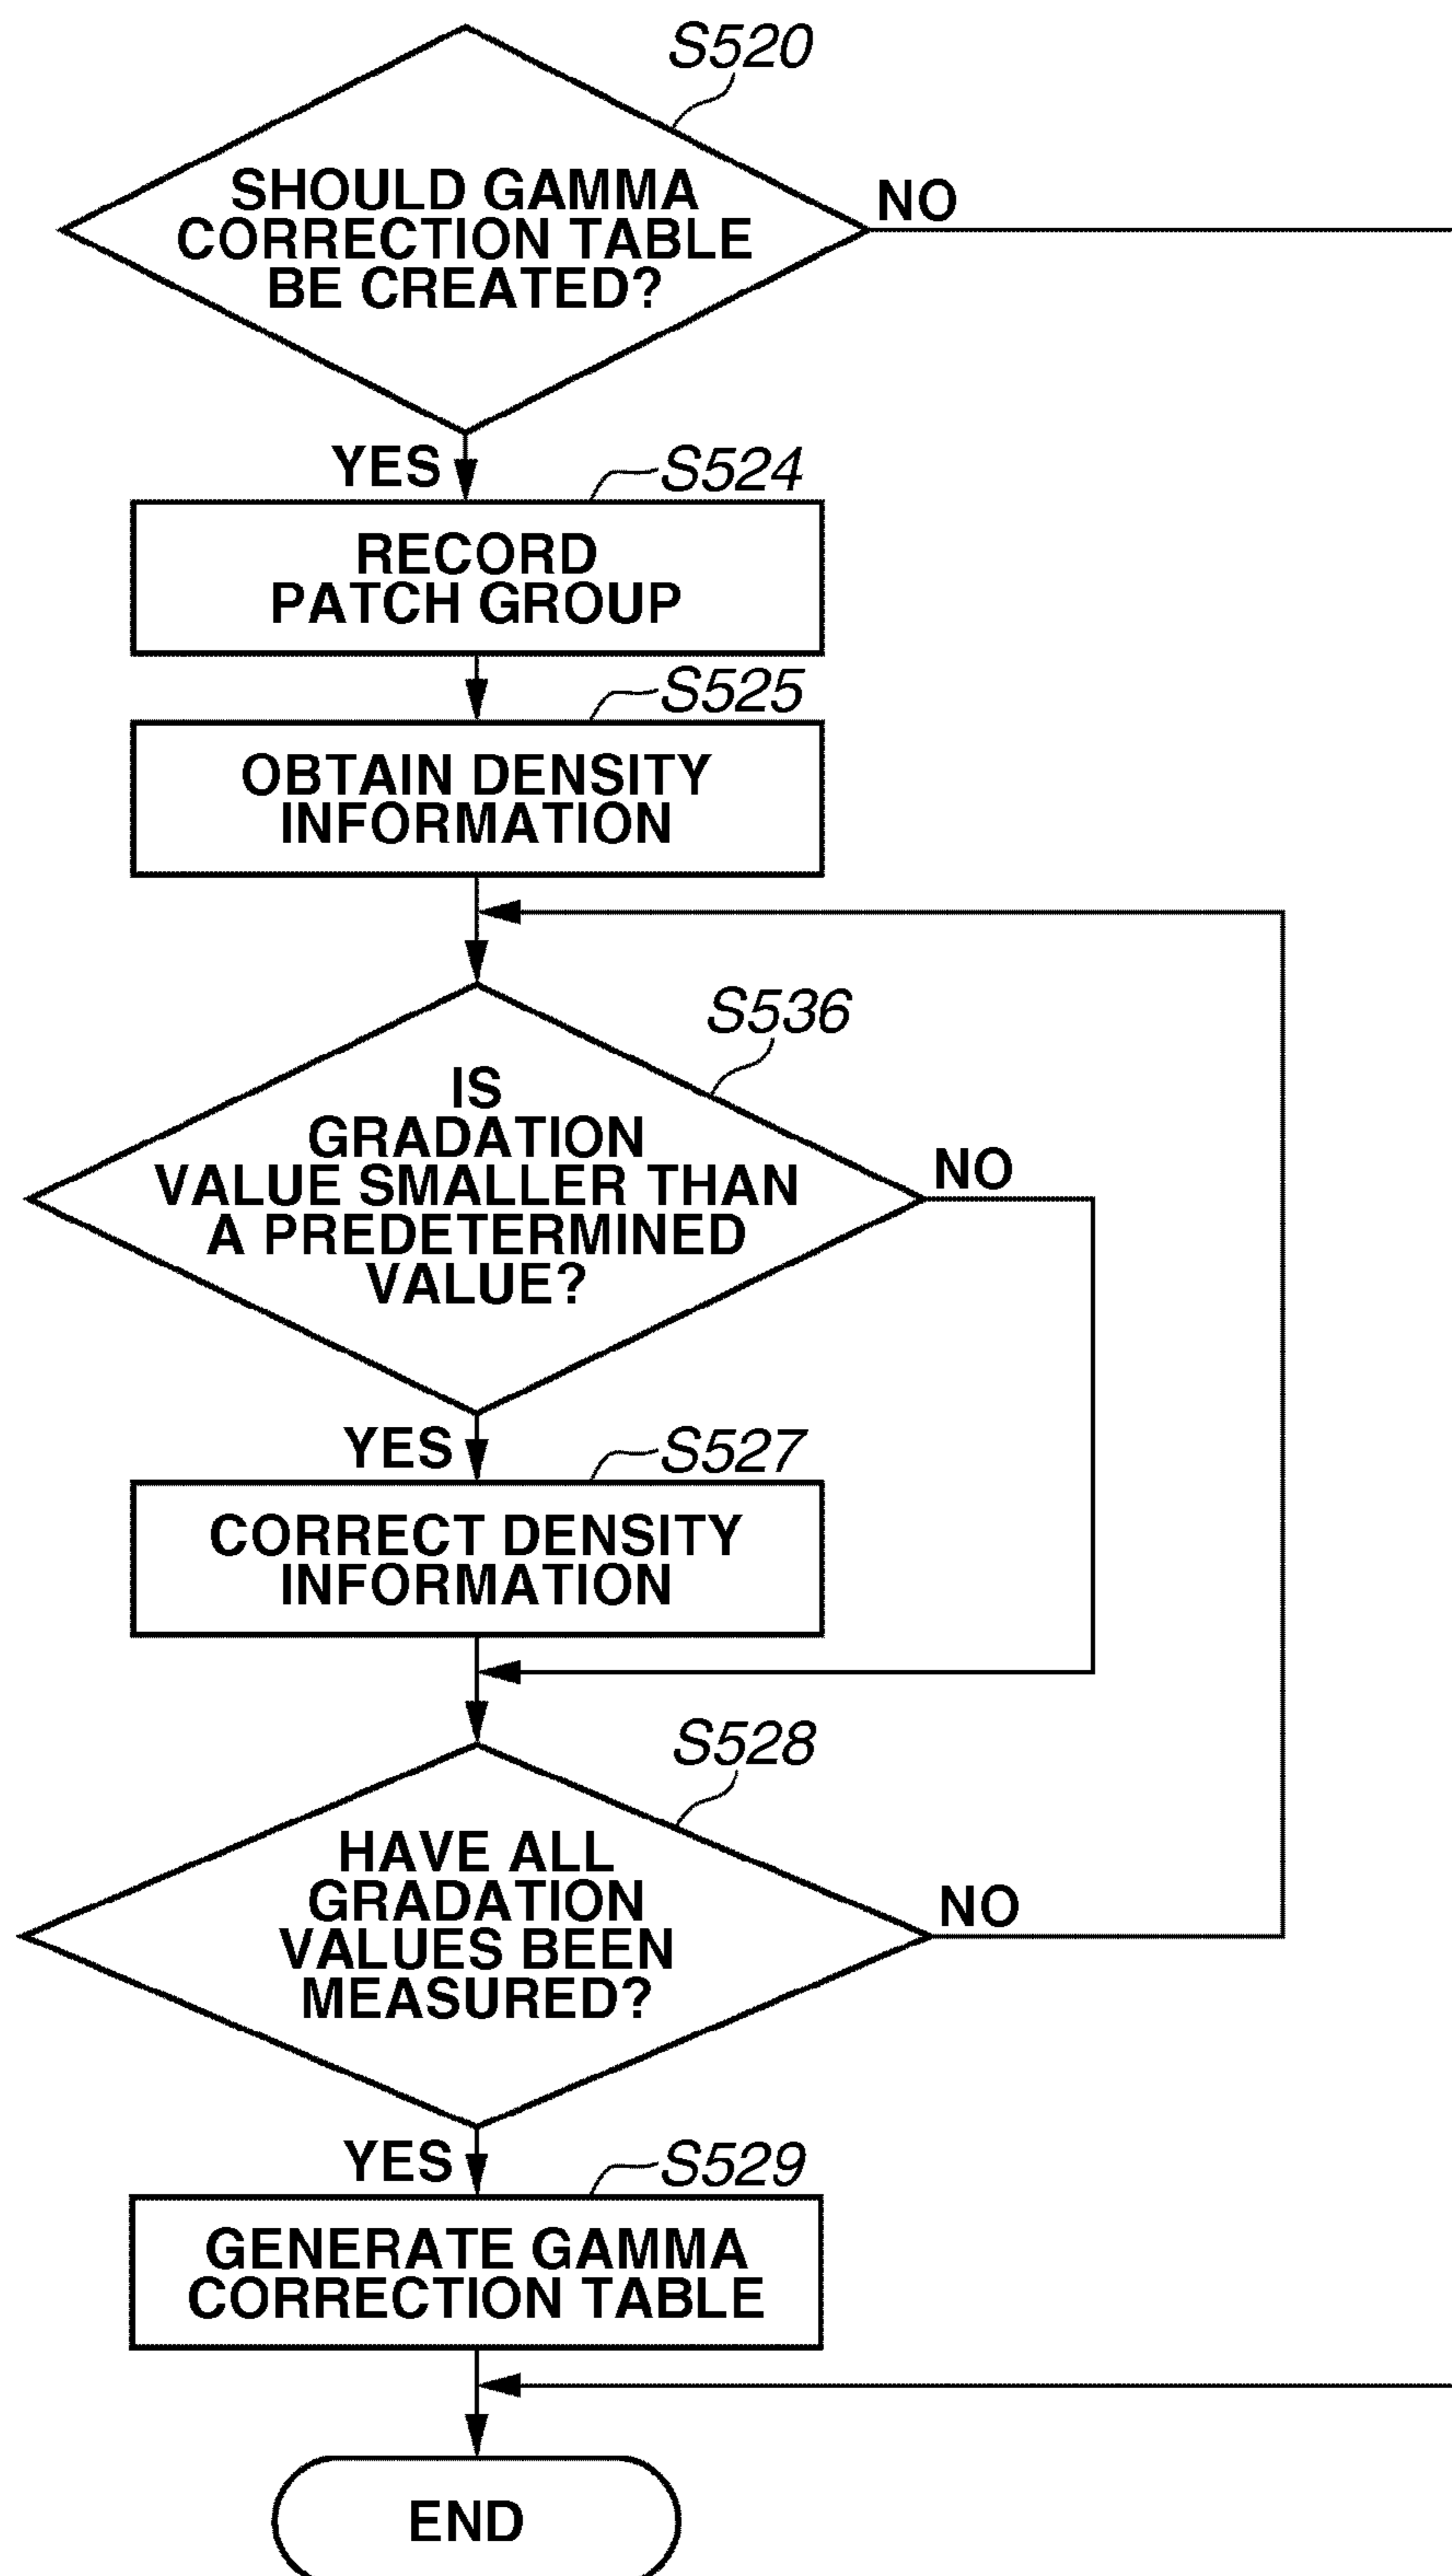 S520
SHOULD GAMMA
CORRECTION TABLE
BE CREATED?
NO
YES
S524
RECORD
PATCH GROUP
S525
OBTAIN DENSITY
INFORMATION
S536
IS
GRADATION
VALUE SMALLER THAN
A PREDETERMINED
VALUE?
NO
YES
S527
CORRECT DENSITY
INFORMATION
S528
HAVE ALL
GRADATION
VALUES BEEN
MEASURED?
NO
YES
S529
GENERATE GAMMA
CORRECTION TABLE
END